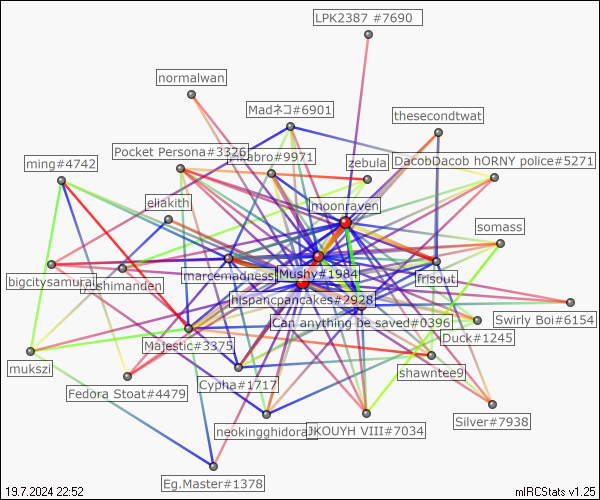 LPK2387 #7690
normalwan
Madネコ#6901
thesecondtwat
Pocket Persona#3326
abro#9971
ming#4742
zebula
DacobDacob hORNY police#5271
eliakith
moonraven
somass
bigcitysamurai
shimanden
marcemadness
Mushy#1984
frisout
hispanicpancakes#2928
Can anything be saved#0396
Swirly Boi#6154
Majestic#3375
Duck#1245
mukszi
Shawntee9
Fedora Stoat#4479
Cypha#1717
Silver#7938
neokingghidora
JKOUYH VIII#7034
Eg.Master#1378
19.7.2024 22:52
mIRCStats v1.25